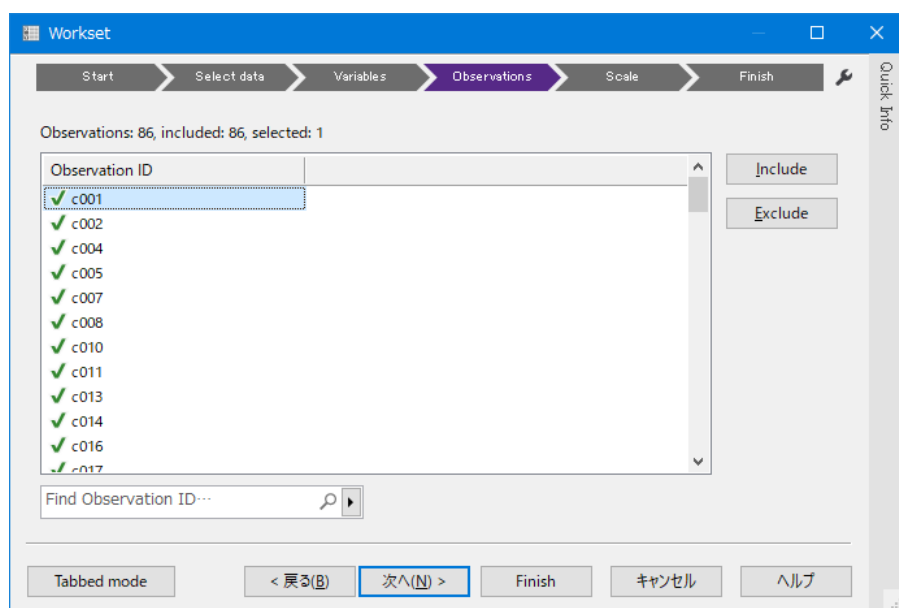 Workset
Start Select data Variables Observations Scale Finish
Quick Info
Observations: 86, included: 86, selected: 1
Observation ID
c001
c002
c004
c005
c007
c008
c010
c011
c013
c014
c016
c017
Include
Exclude
Find Observation ID…
Tabbed mode < 戻る(B) 次へ(N) > Finish キャンセル ヘルプ